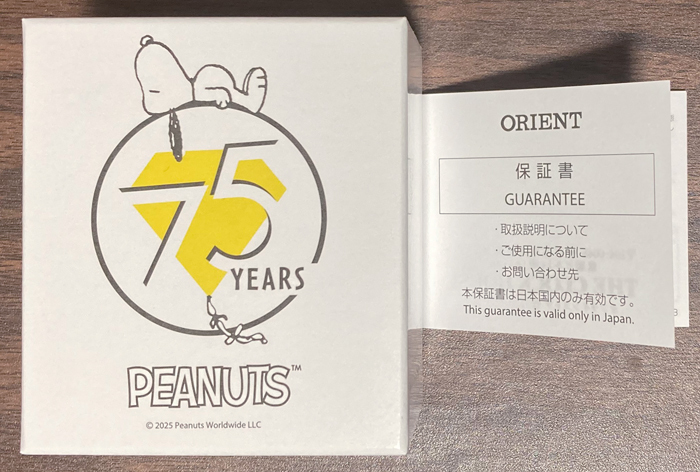 75
YEARS
PEANUTS™
© 2025 Peanuts Worldwide LLC
ORIENT
保証書
GUARANTEE
・取扱説明について
・ご使用になる前に
・お問い合わせ先
本保証書は日本国内のみ有効です。
This guarantee is valid only in Japan.